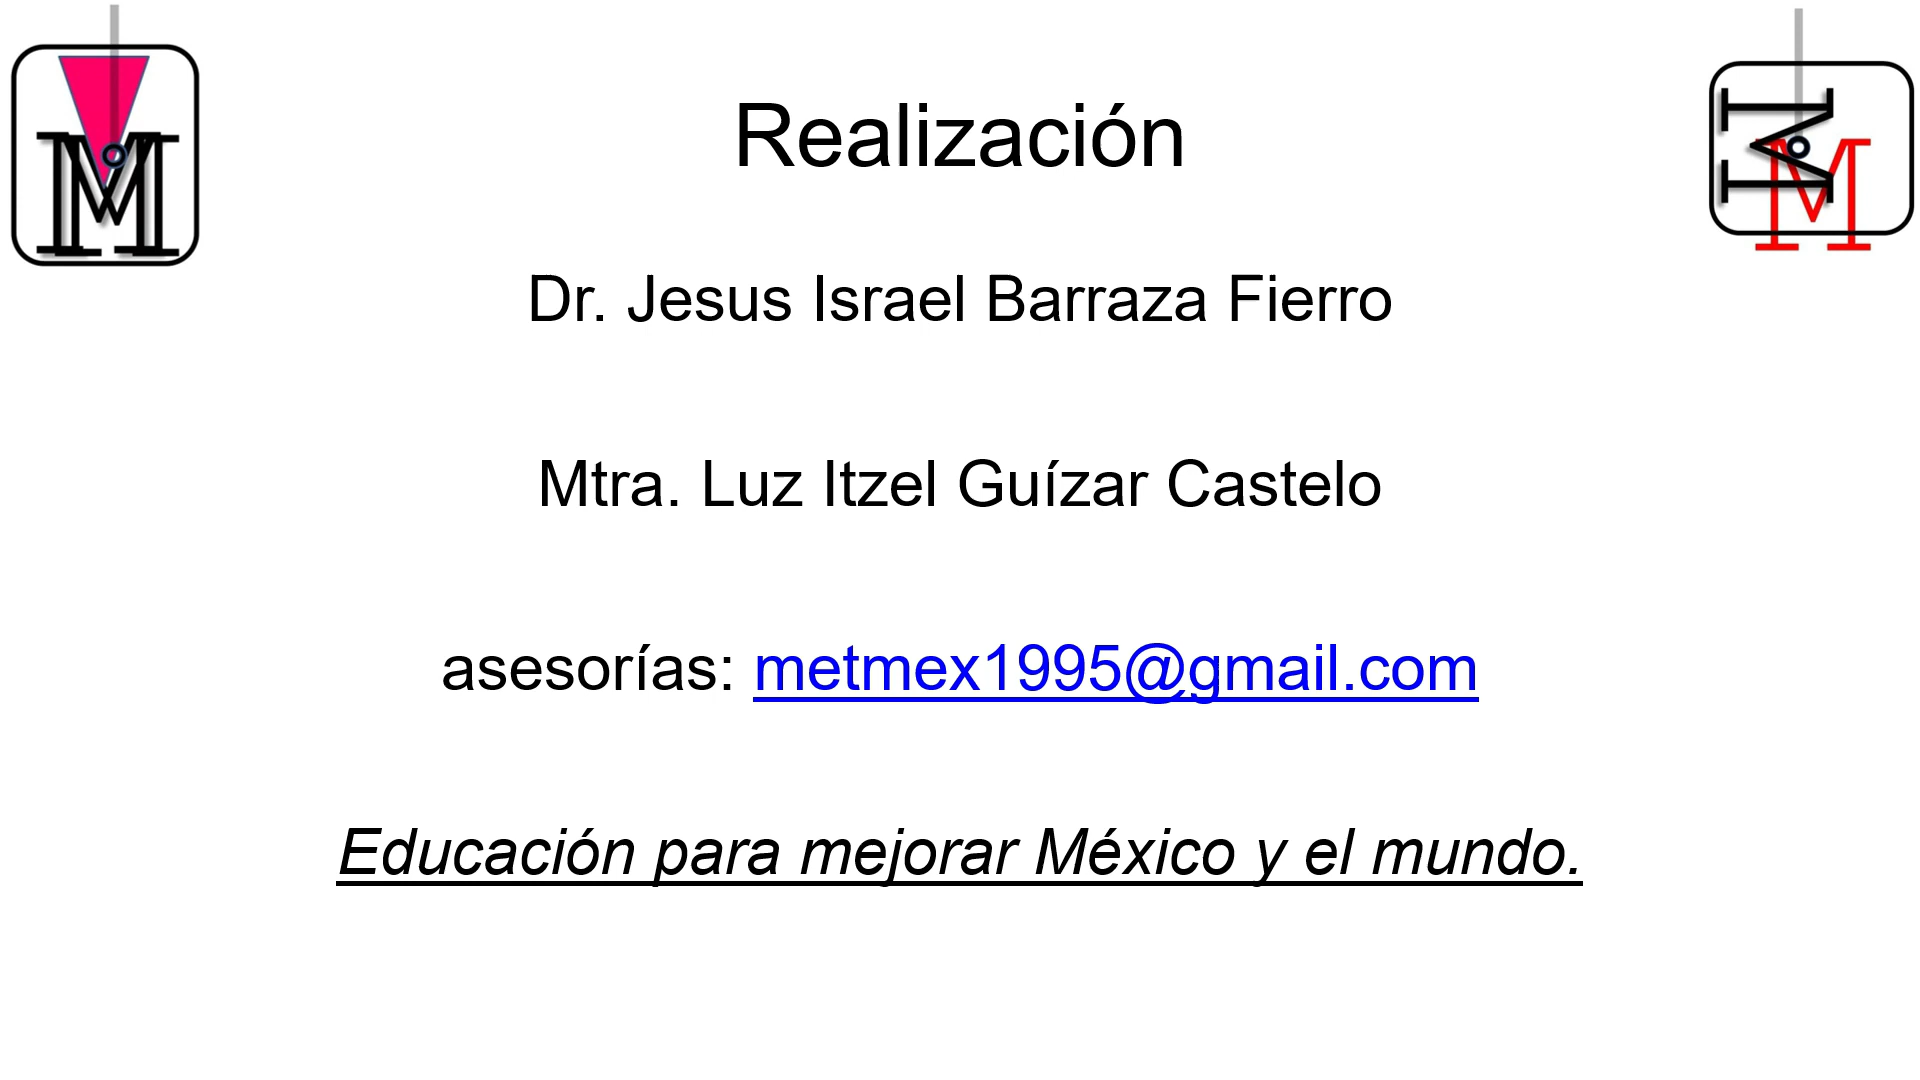 Realización
Dr. Jesus Israel Barraza Fierro
Mtra. Luz Itzel Guízar Castelo
asesorías: metmex1995@gmail.com
Educación para mejorar México y el mundo.
M
M
M
M